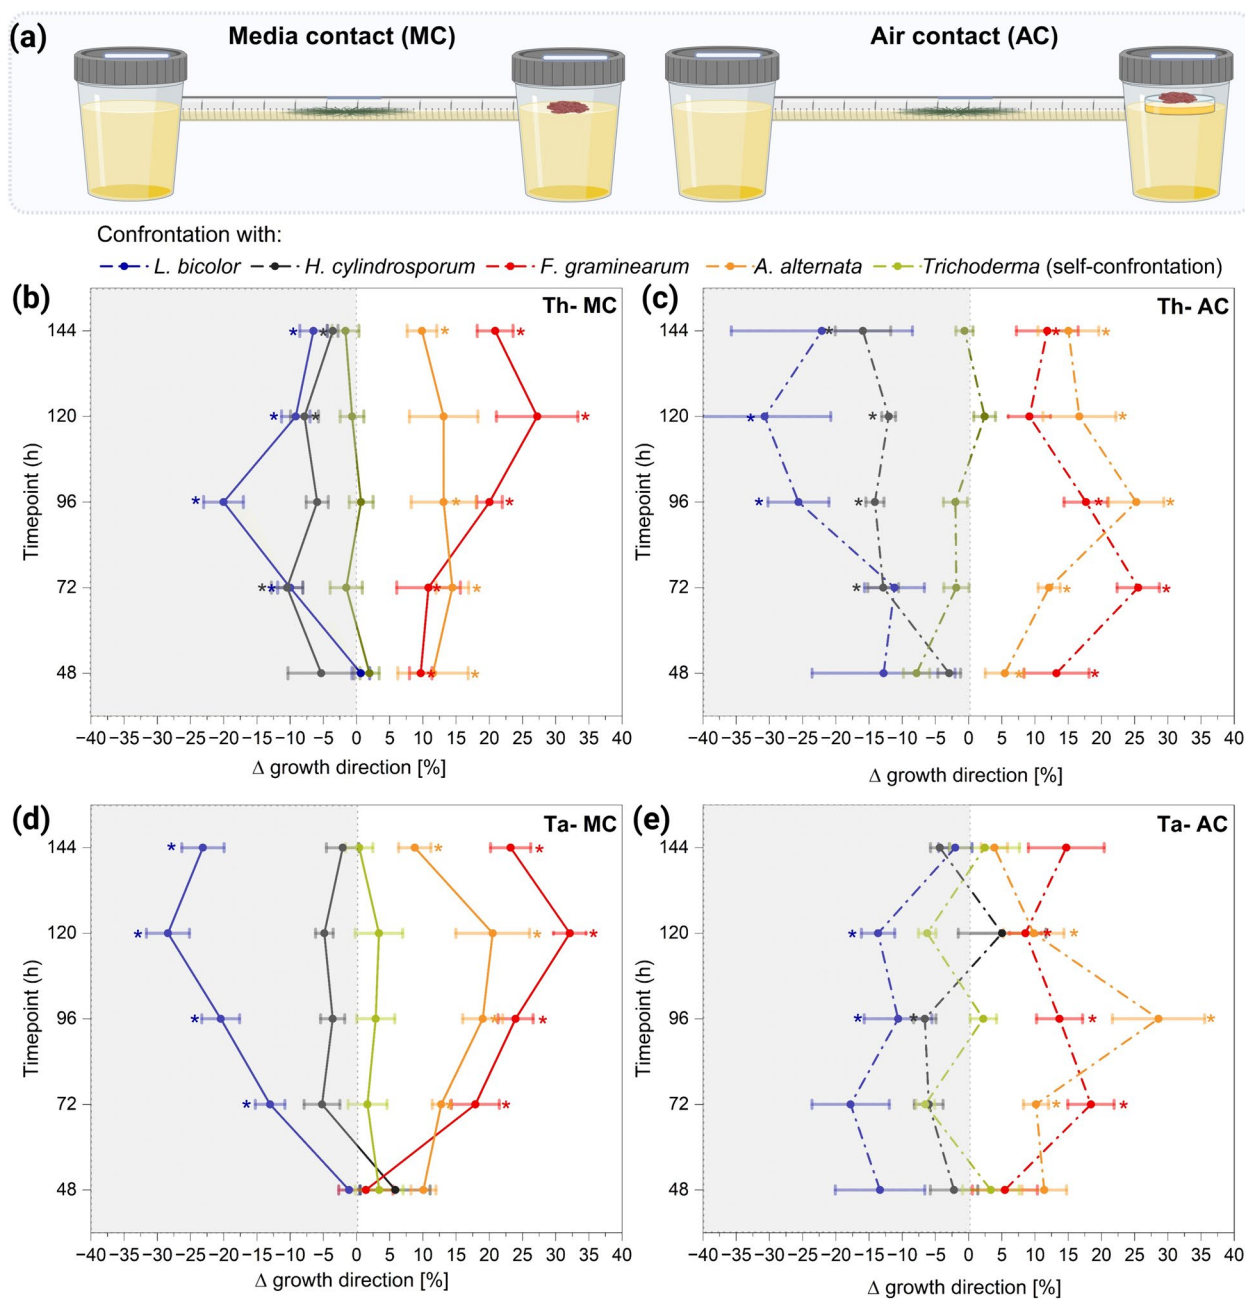 (a)
Media contact (MC)
Air contact (AC)
Confrontation with:
L. bicolor
H. cylindrosporum
F. graminearum
A. alternata
Trichoderma (self-confrontation)
(b)
Th- MC
144
120
96
72
48
Timepoint (h)
* * * *
* * *
* * *
* * * *
* *
−40 −35 −30 −25 −20 −15 −10 −5 0 5 10 15 20 25 30 35 40
Δ growth direction [%]
(c)
Th- AC
144
120
96
72
48
Timepoint (h)
* * *
* * *
* * * *
* * *
* *
−40 −35 −30 −25 −20 −15 −10 −5 0 5 10 15 20 25 30 35 40
Δ growth direction [%]
(d)
Ta- MC
144
120
96
72
48
Timepoint (h)
* * *
* * *
* * *
* *
−40 −35 −30 −25 −20 −15 −10 −5 0 5 10 15 20 25 30 35 40
Δ growth direction [%]
(e)
Ta- AC
144
120
96
72
48
Timepoint (h)
* * *
* * * *
* *
−40 −35 −30 −25 −20 −15 −10 −5 0 5 10 15 20 25 30 35 40
Δ growth direction [%]